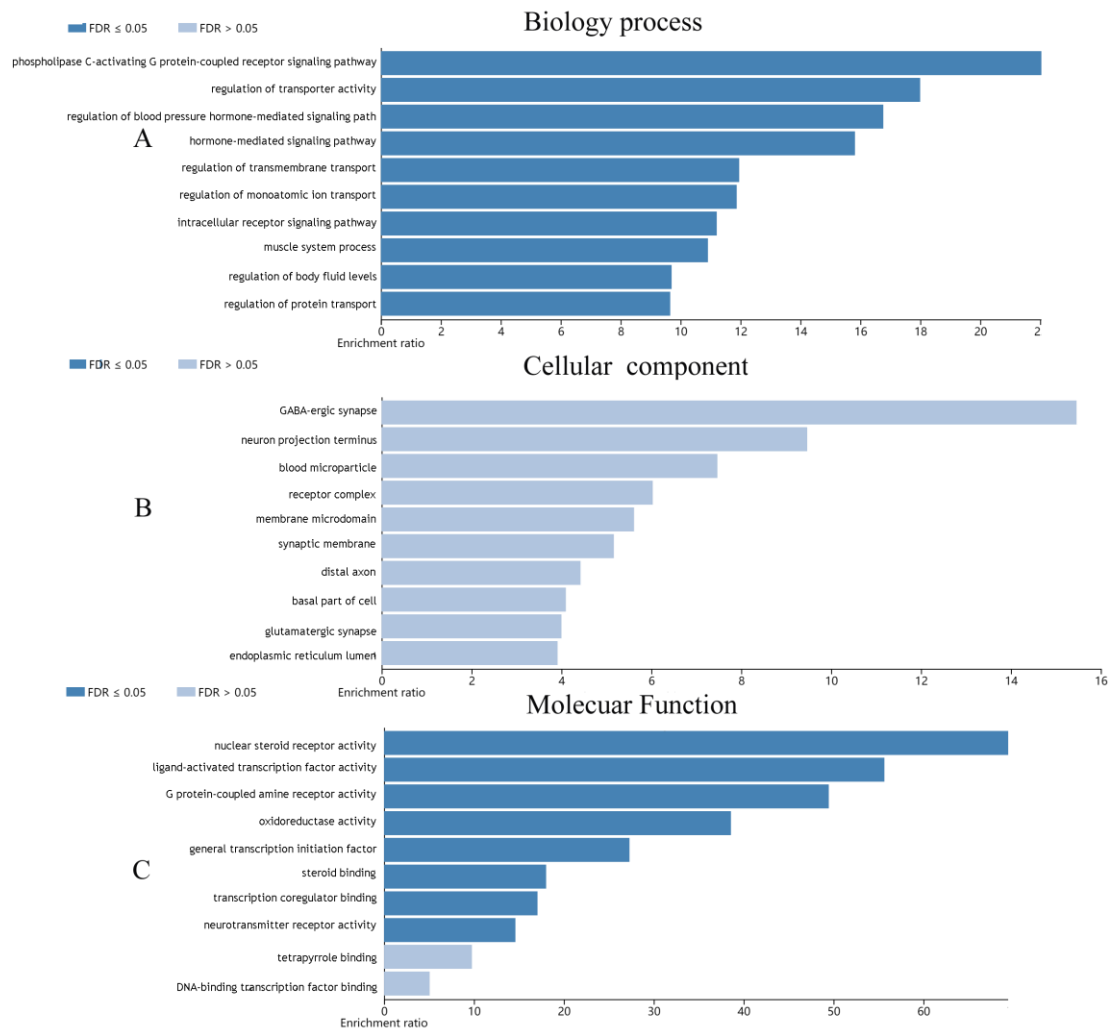 Biology process
FDR ≤ 0.05 FDR > 0.05
phospholipase C-activating G protein-coupled receptor signaling pathway
regulation of transporter activity
regulation of blood pressure hormone-mediated signaling path
A
hormone-mediated signaling pathway
regulation of transmembrane transport
regulation of monoatomic ion transport
intracellular receptor signaling pathway
muscle system process
regulation of body fluid levels
regulation of protein transport
0 2 4 6 8 10 12 14 16 18 20 2
Enrichment ratio
FDR ≤ 0.05 FDR > 0.05
Cellular component
GABA-ergic synapse
neuron projection terminus
blood microparticle
receptor complex
B
membrane microdomain
synaptic membrane
distal axon
basal part of cell
glutamatergic synapse
endoplasmic reticulum lumen
0 2 4 6 8 10 12 14 16
Enrichment ratio
FDR ≤ 0.05 FDR > 0.05
Molecuar Function
nuclear steroid receptor activity
ligand-activated transcription factor activity
G protein-coupled amine receptor activity
oxidoreductase activity
general transcription initiation factor
C
steroid binding
transcription coregulator binding
neurotransmitter receptor activity
tetrapyrrole binding
DNA-binding transcription factor binding
0 10 20 30 40 50 60
Enrichment ratio